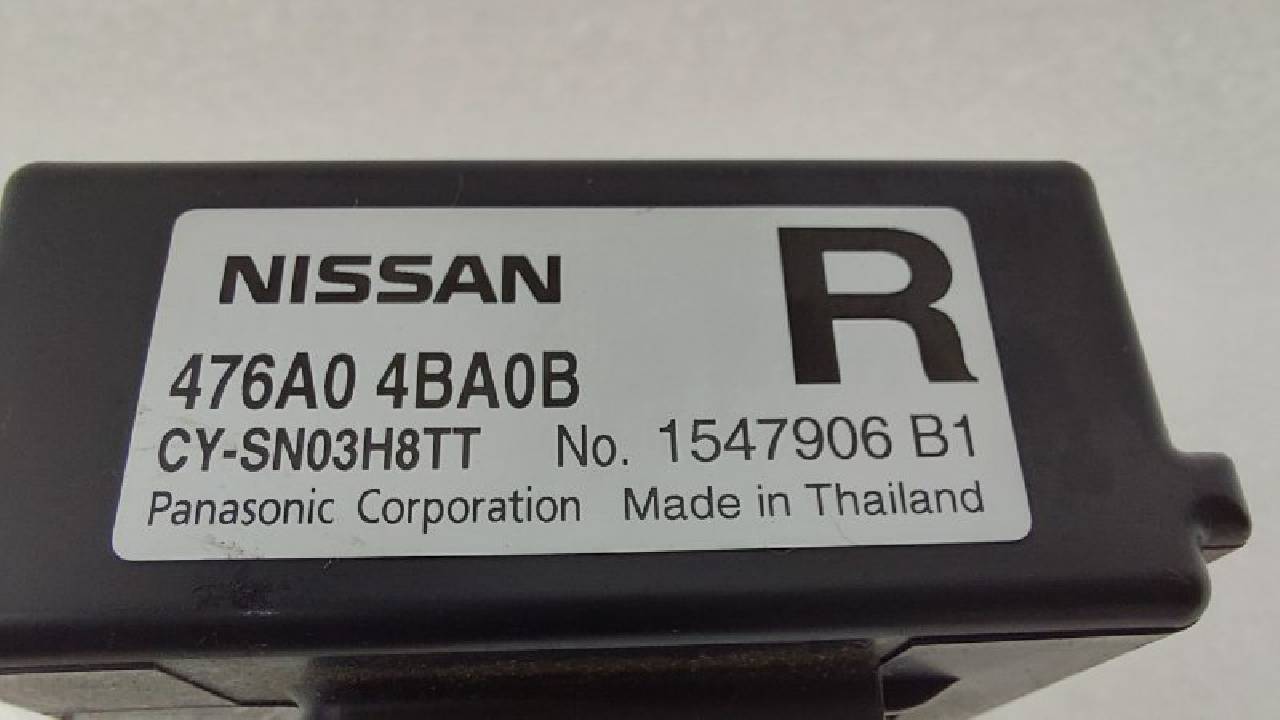 NISSAN
R
476A0 4BA0B
CY-SN03H8TT No. 1547906 B1
Panasonic Corporation Made in Thailand